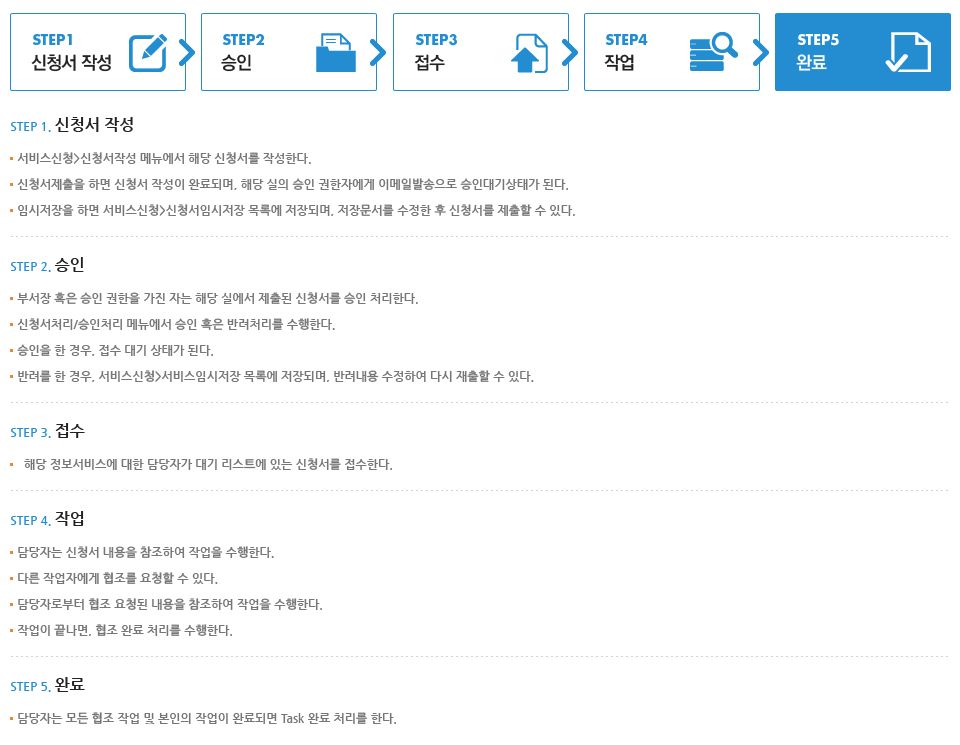 STEP1
신청서 작성
STEP2
승인
STEP3
접수
STEP4
작업
STEP5
완료
STEP 1. 신청서 작성
서비스신청>신청서작성 메뉴에서 해당 신청서를 작성한다.
신청서제출을 하면 신청서 작성이 완료되며, 해당 실의 승인 권한자에게 이메일발송으로 승인대기상태가 된다.
임시저장을 하면 서비스신청>신청서임시저장 목록에 저장되며, 저장문서를 수정한 후 신청서를 제출할 수 있다.
STEP 2. 승인
부서장 혹은 승인 권한을 가진 자는 해당 실에서 제출된 신청서를 승인 처리한다.
신청서처리/승인처리 메뉴에서 승인 혹은 반려처리를 수행한다.
승인을 한 경우, 접수 대기 상태가 된다.
반려를 한 경우, 서비스신청>서비스임시저장 목록에 저장되며, 반려내용 수정하여 다시 재출할 수 있다.
STEP 3. 접수
해당 정보서비스에 대한 담당자가 대기 리스트에 있는 신청서를 접수한다.
STEP 4. 작업
담당자는 신청서 내용을 참조하여 작업을 수행한다.
다른 작업자에게 협조를 요청할 수 있다.
담당자로부터 협조 요청된 내용을 참조하여 작업을 수행한다.
작업이 끝나면, 협조 완료 처리를 수행한다.
STEP 5. 완료
담당자는 모든 협조 작업 및 본인의 작업이 완료되면 Task 완료 처리를 한다.